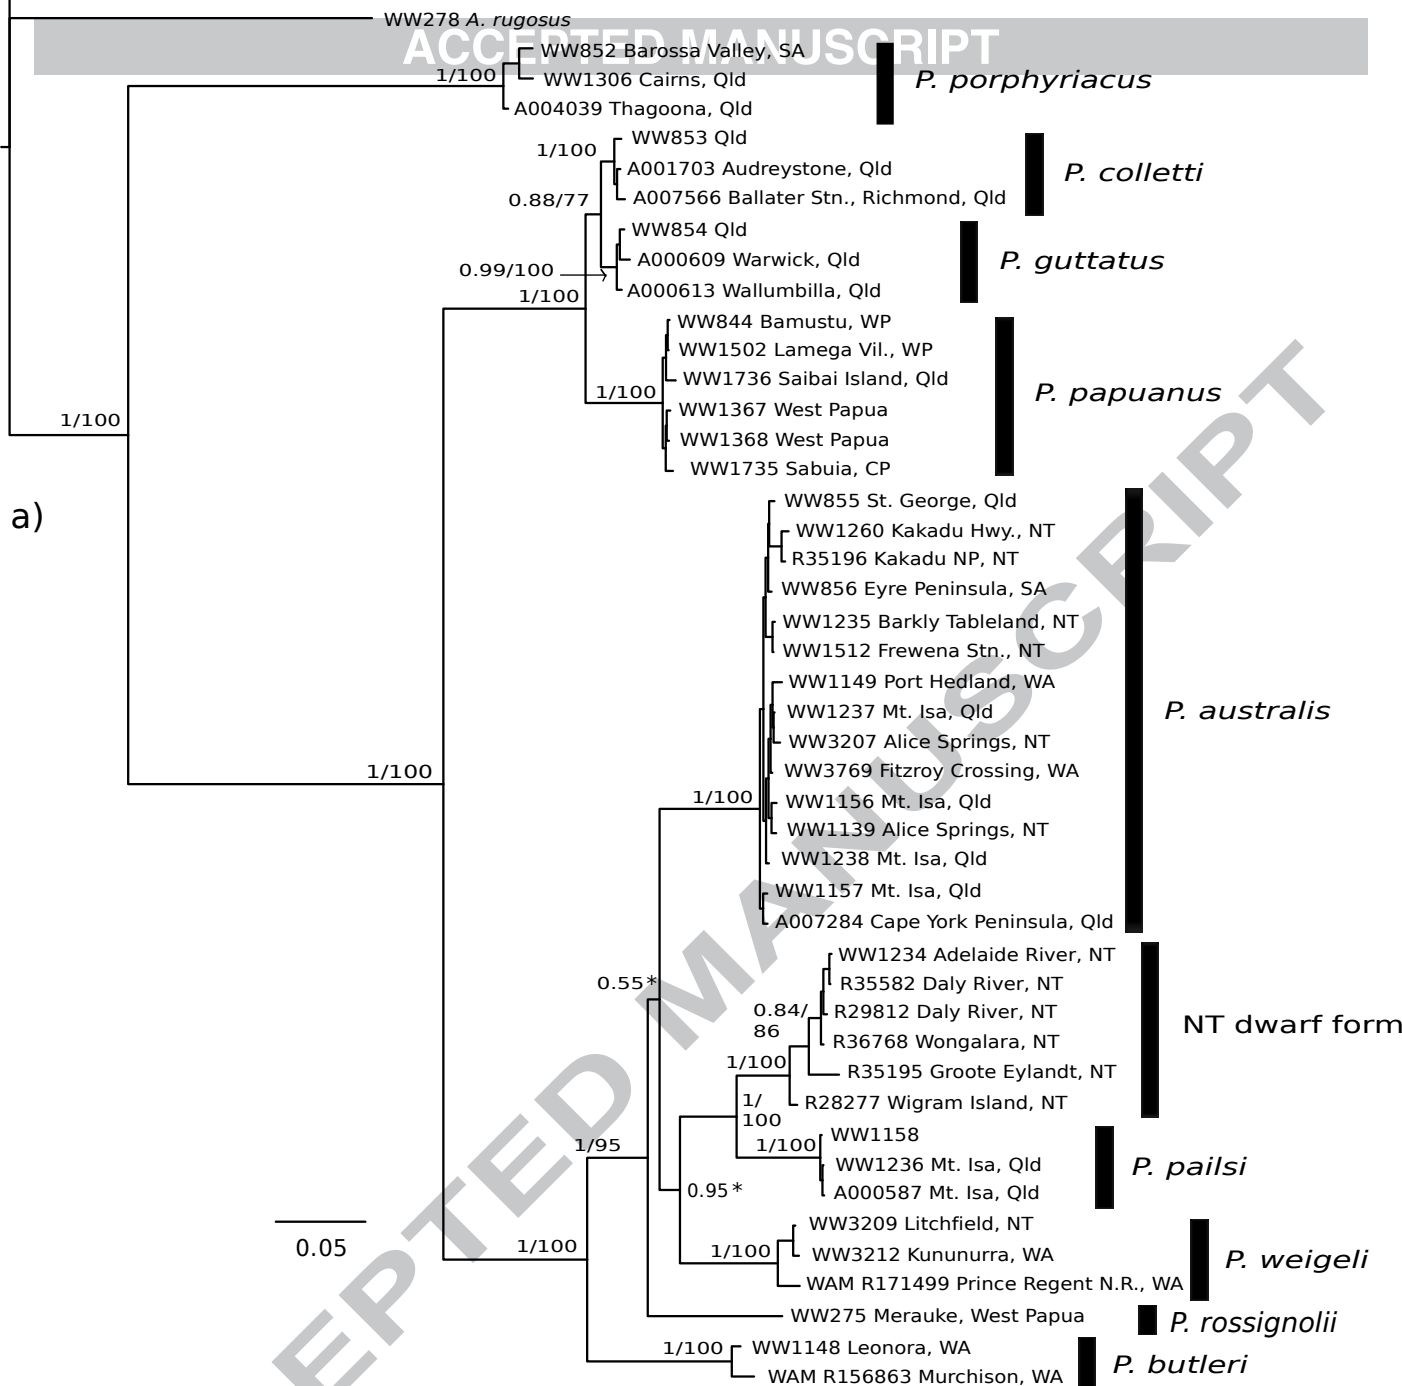 WW278 A. rugosus
ACCEPTED MANUSCRIPT
WW852 Barossa Valley, SA
1/100
WW1306 Cairns, Qld
P. porphyriacus
A004039 Thagoona, Qld
WW853 Qld
1/100
A001703 Audreystone, Qld
P. colletti
A007566 Ballater Stn., Richmond, Qld
0.88/77
WW854 Qld
A000609 Warwick, Qld
P. guttatus
0.99/100
A000613 Wallumbilla, Qld
1/100
WW844 Bamustu, WP
WW1502 Lamega Vil., WP
WW1736 Saibai Island, Qld
1/100
P. papuanus
WW1367 West Papua
1/100
WW1368 West Papua
WW1735 Sabuia, CP
a)
WW855 St. George, Qld
WW1260 Kakadu Hwy., NT
R35196 Kakadu NP, NT
WW856 Eyre Peninsula, SA
WW1235 Barkly Tableland, NT
WW1512 Frewena Stn., NT
WW1149 Port Hedland, WA
WW1237 Mt. Isa, Qld
P. australis
WW3207 Alice Springs, NT
WW3769 Fitzroy Crossing, WA
1/100
1/100
WW1156 Mt. Isa, Qld
WW1139 Alice Springs, NT
WW1238 Mt. Isa, Qld
WW1157 Mt. Isa, Qld
A007284 Cape York Peninsula, Qld
WW1234 Adelaide River, NT
0.55*
R35582 Daly River, NT
0.84/
86
R29812 Daly River, NT
NT dwarf form
R36768 Wongalara, NT
1/100
R35195 Groote Eylandt, NT
1/
100
R28277 Wigram Island, NT
WW1158
1/95
1/100
WW1236 Mt. Isa, Qld
P. pailsi
0.95*
A000587 Mt. Isa, Qld
WW3209 Litchfield, NT
0.05
1/100
1/100
WW3212 Kununurra, WA
P. weigeli
WAM R171499 Prince Regent N.R., WA
WW275 Merauke, West Papua
P. rossignolii
1/100
WW1148 Leonora, WA
P. butleri
WAM R156863 Murchison, WA
EPTED MANUSCRIPT